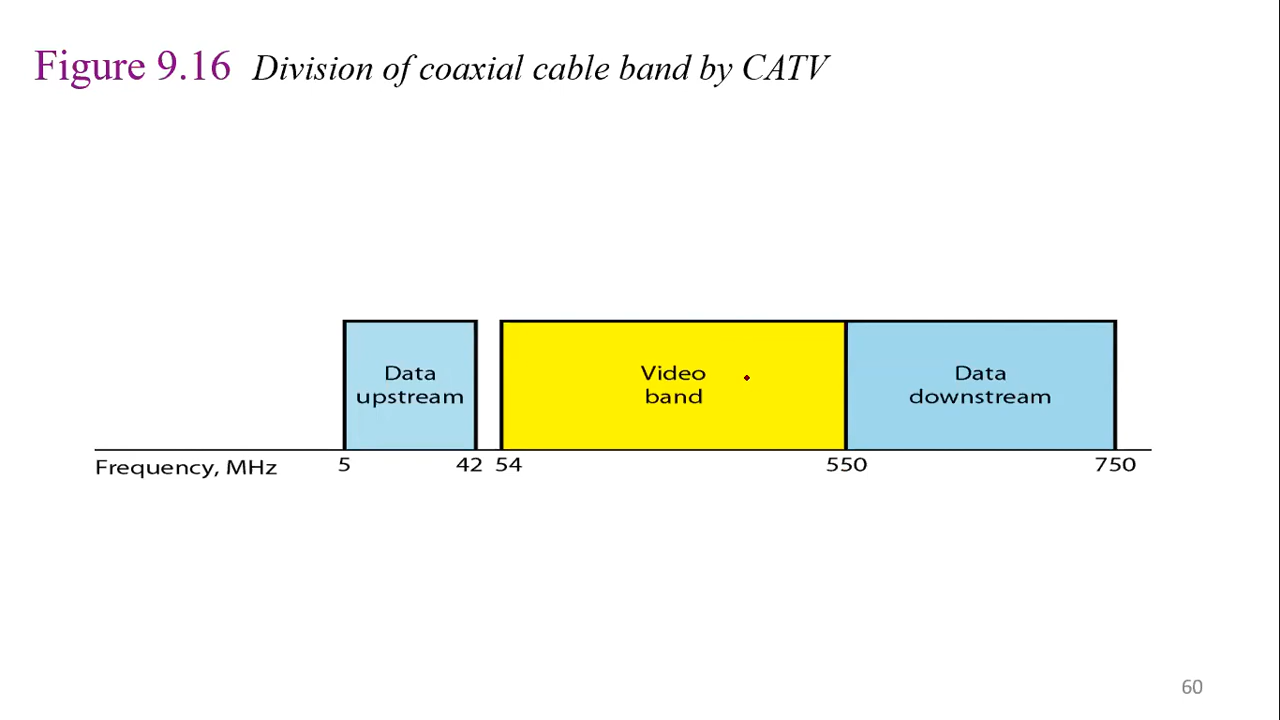 Figure 9.16 Division of coaxial cable band by CATV
Data
upstream
Video
band
Data
downstream
Frequency, MHz 5 42 54 550 750
60